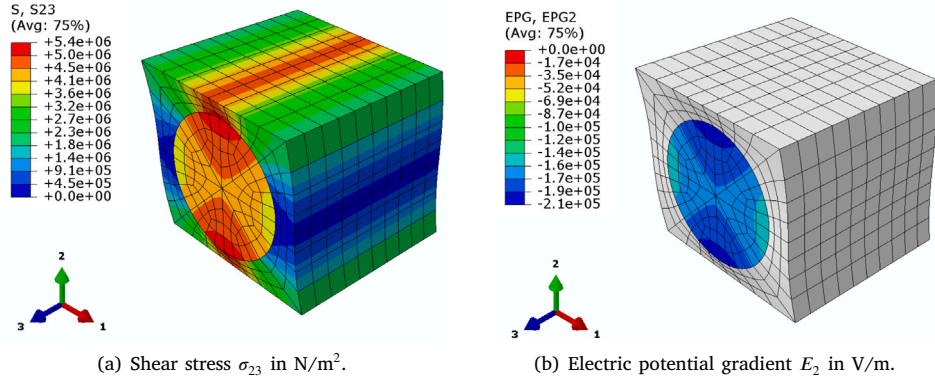 S, S23
(Avg: 75%)
+5.4e+06
+5.0e+06
+4.5e+06
+4.1e+06
+3.6e+06
+3.2e+06
+2.7e+06
+2.3e+06
+1.8e+06
+1.4e+06
+9.1e+05
+4.5e+05
+0.0e+00
2
3
1
(a) Shear stress σ₂₃ in N/m².
EPG, EPG2
(Avg: 75%)
+0.0e+00
-1.7e+04
-3.5e+04
-5.2e+04
-6.9e+04
-8.7e+04
-1.0e+05
-1.2e+05
-1.4e+05
-1.6e+05
-1.7e+05
-1.9e+05
-2.1e+05
2
3
1
(b) Electric potential gradient E₂ in V/m.